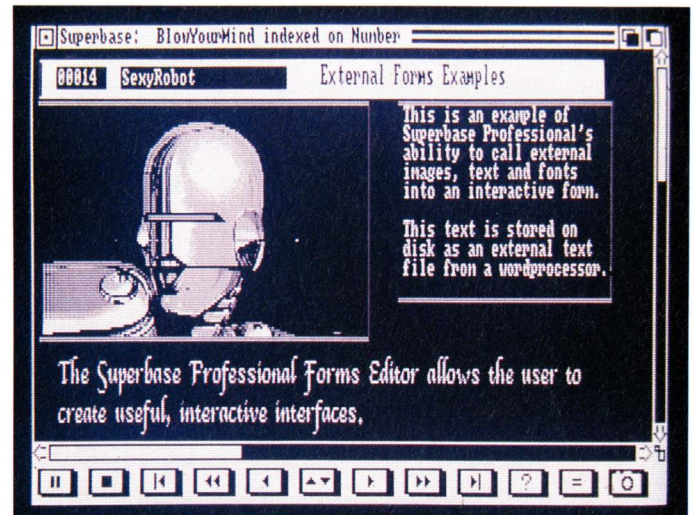 Superbase: BlowYourMind indexed on Number
00014 SexyRobot External Forms Examples
This is an example of
Superbase Professional's
ability to call external
images, text and fonts
into an interactive form.
This text is stored on
disk as an external text
file from a wordprocessor.
The Superbase Professional Forms Editor allows the user to
create useful, interactive interfaces.
? =